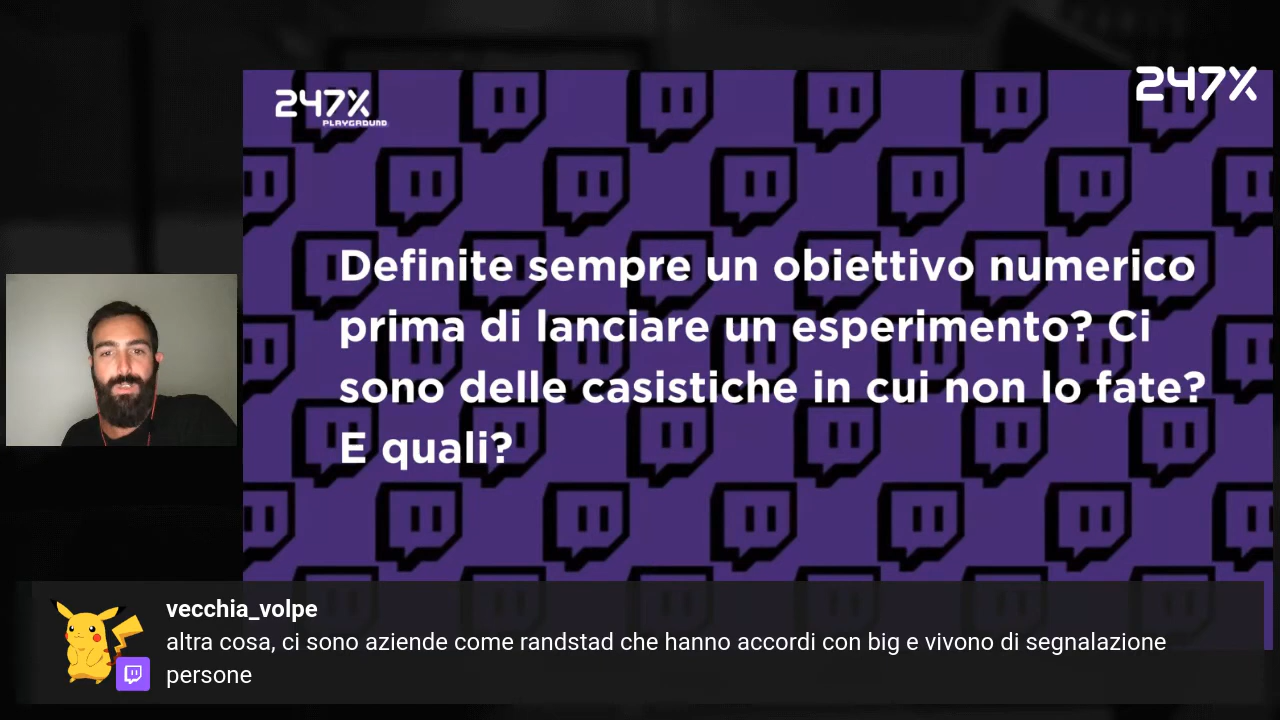 247X
247X
PLAYGROUND
Definite sempre un obiettivo numerico
prima di lanciare un esperimento? Ci
sono delle casistiche in cui non lo fate?
E quali?
vecchia_volpe
altra cosa, ci sono aziende come randstad che hanno accordi con big e vivono di segnalazione
persone